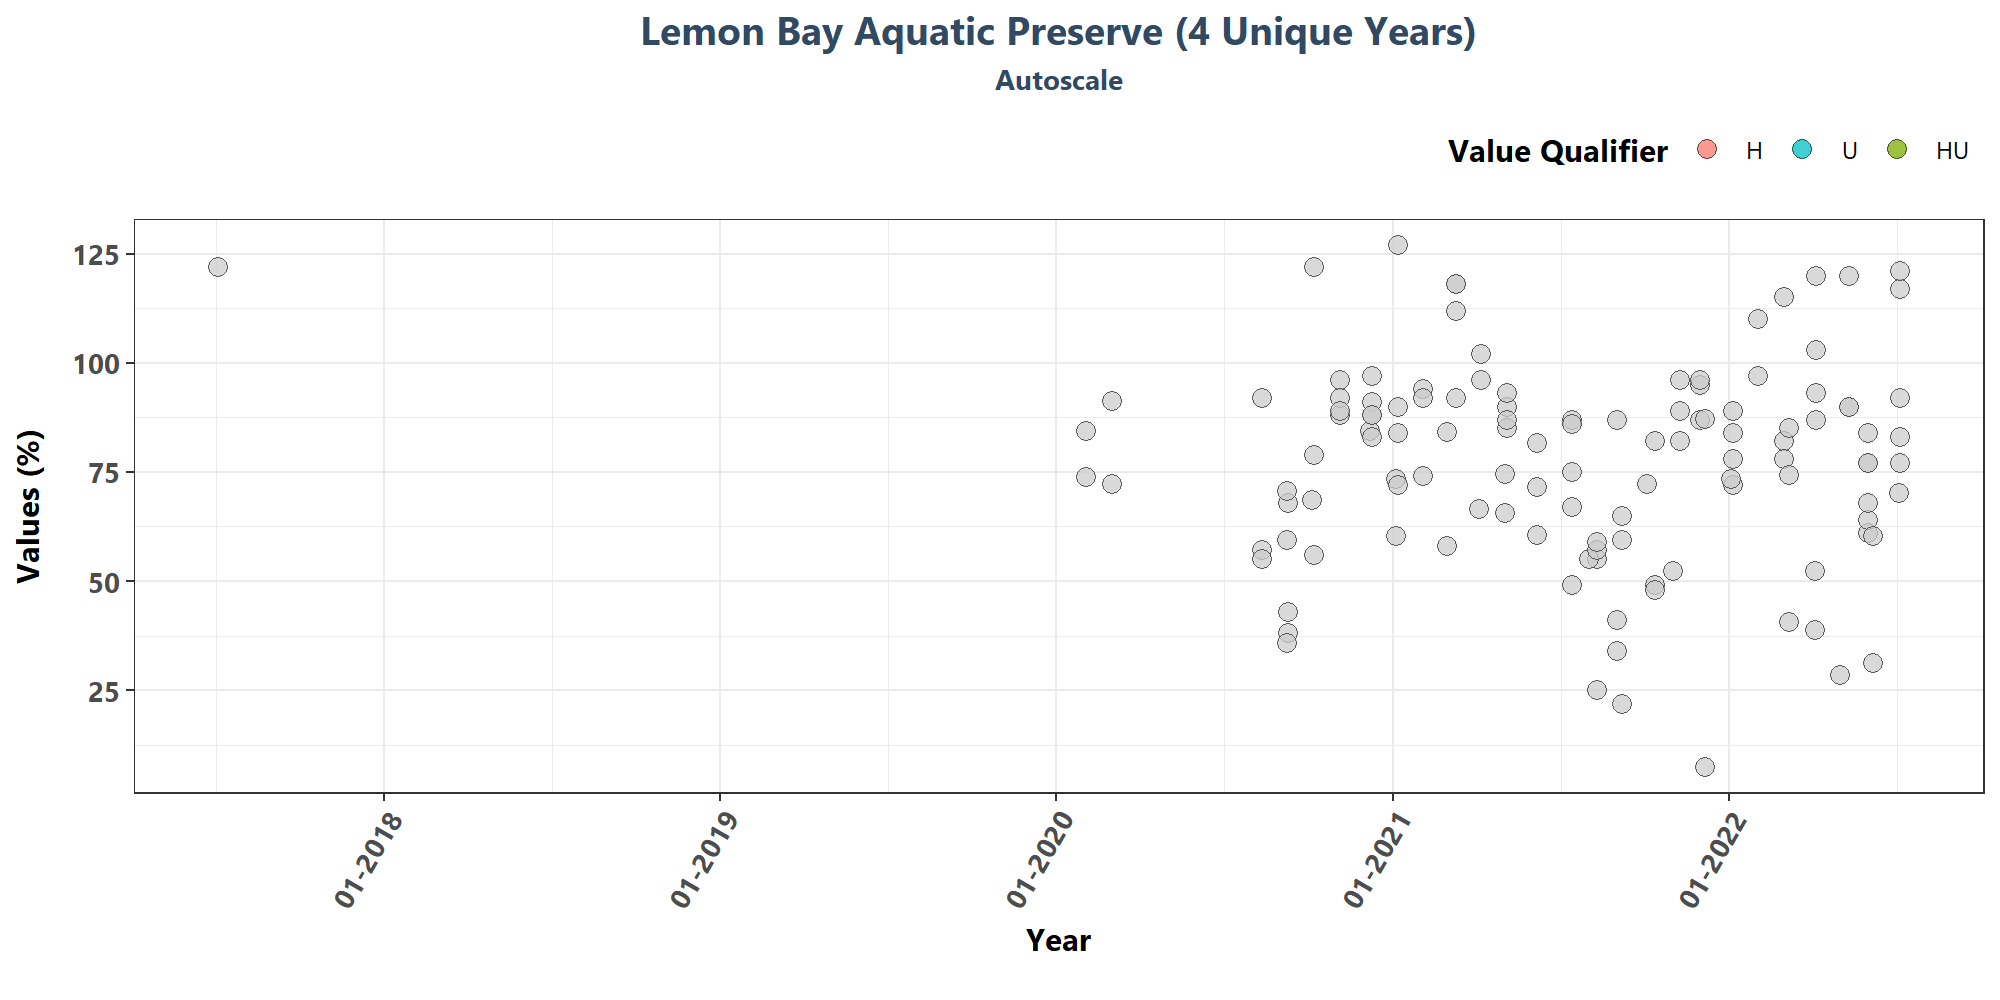 Lemon Bay Aquatic Preserve (4 Unique Years)
Autoscale
Value Qualifier H U HU
125
100
75
50
25
Values (%)
01-2018 01-2019 01-2020 01-2021 01-2022
Year